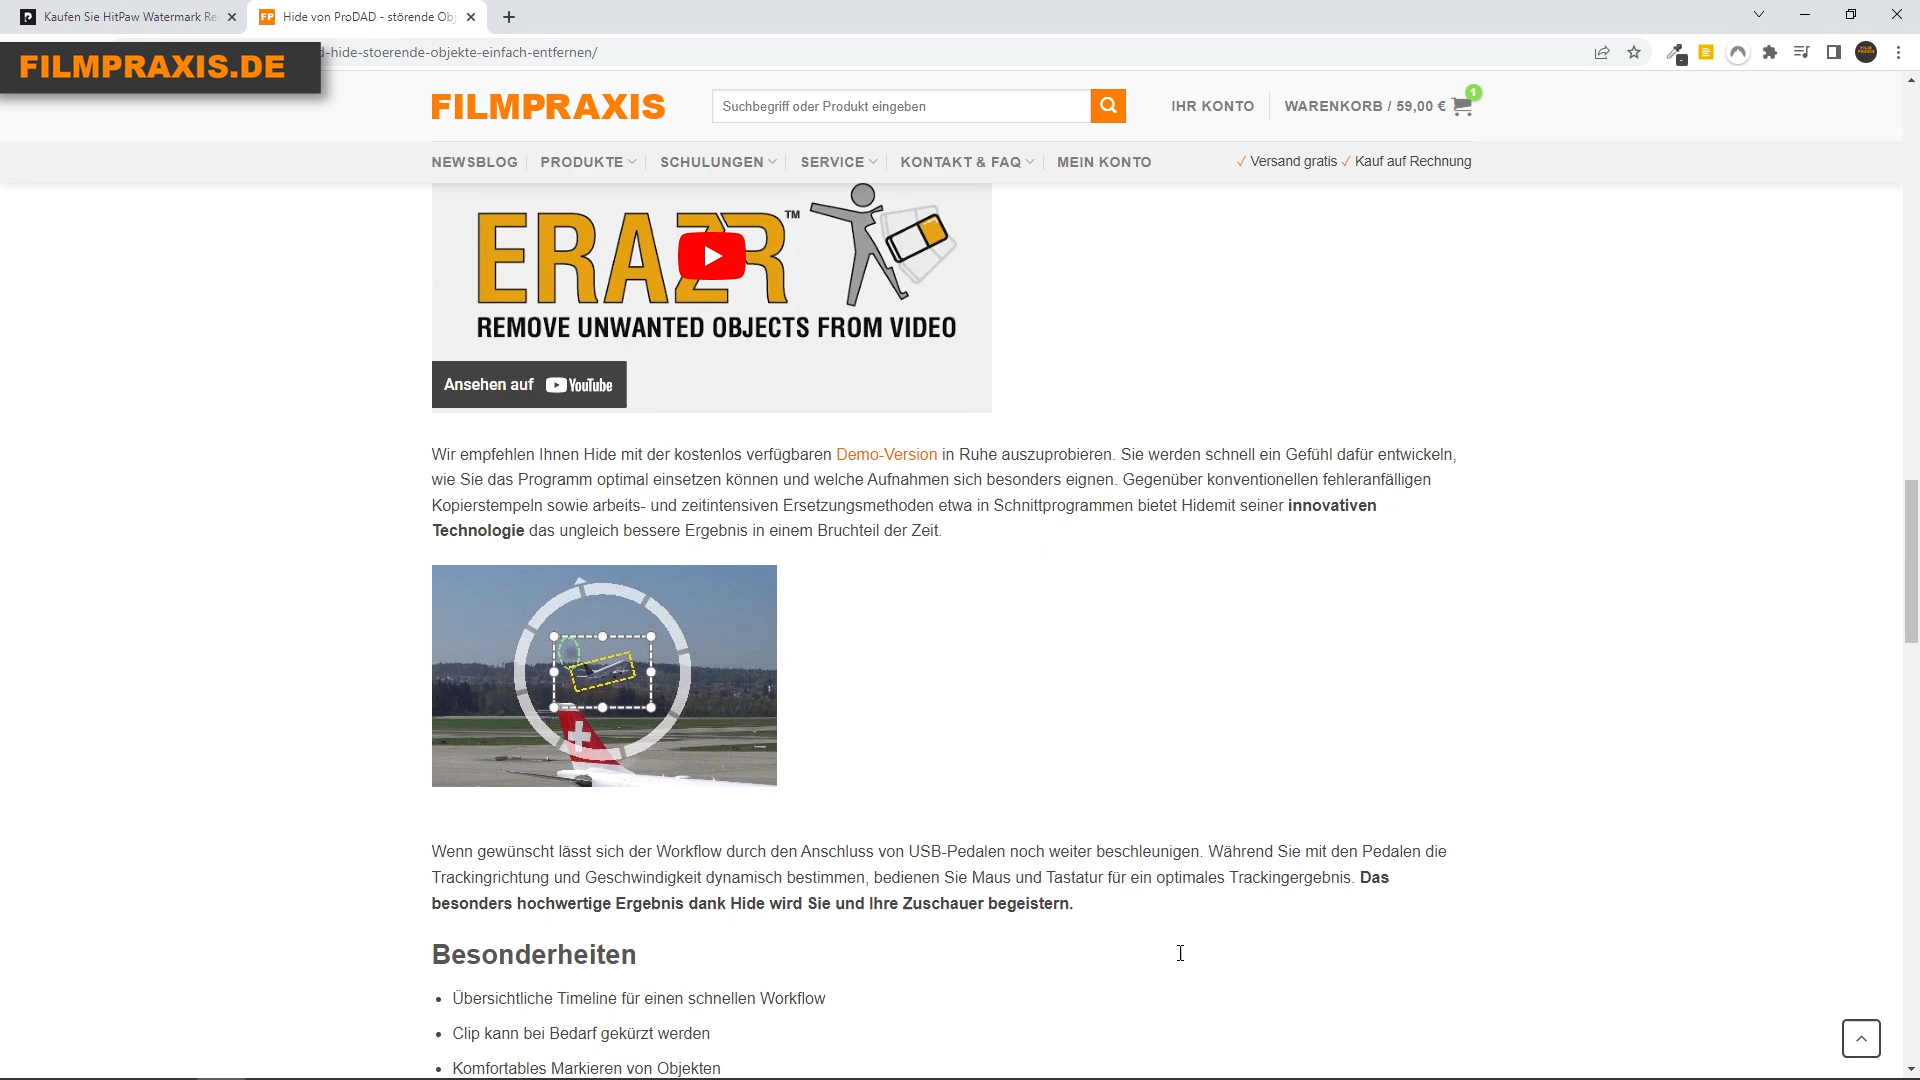 Kaufen Sie HitPaw Watermark Re
Hide von ProDAD - störende Obj
FILMPRAXIS.DE
d-hide-stoerende-objekte-einfach-entfernen/
FILMPRAXIS
Suchbegriff oder Produkt eingeben
IHR KONTO
WARENKORB / 59,00 €
1
NEWSBLOG
PRODUKTE
SCHULUNGEN
SERVICE
KONTAKT & FAQ
MEIN KONTO
✓ Versand gratis ✓ Kauf auf Rechnung
ERAZR™
REMOVE UNWANTED OBJECTS FROM VIDEO
Ansehen auf YouTube
Wir empfehlen Ihnen Hide mit der kostenlos verfügbaren Demo-Version in Ruhe auszuprobieren. Sie werden schnell ein Gefühl dafür entwickeln,
wie Sie das Programm optimal einsetzen können und welche Aufnahmen sich besonders eignen. Gegenüber konventionellen fehleranfälligen
Kopierstempeln sowie arbeits- und zeitintensiven Ersetzungsmethoden etwa in Schnittprogrammen bietet Hidemit seiner innovativen
Technologie das ungleich bessere Ergebnis in einem Bruchteil der Zeit.
Wenn gewünscht lässt sich der Workflow durch den Anschluss von USB-Pedalen noch weiter beschleunigen. Während Sie mit den Pedalen die
Trackingrichtung und Geschwindigkeit dynamisch bestimmen, bedienen Sie Maus und Tastatur für ein optimales Trackingergebnis. Das
besonders hochwertige Ergebnis dank Hide wird Sie und Ihre Zuschauer begeistern.
Besonderheiten
• Übersichtliche Timeline für einen schnellen Workflow
• Clip kann bei Bedarf gekürzt werden
• Komfortables Markieren von Objekten